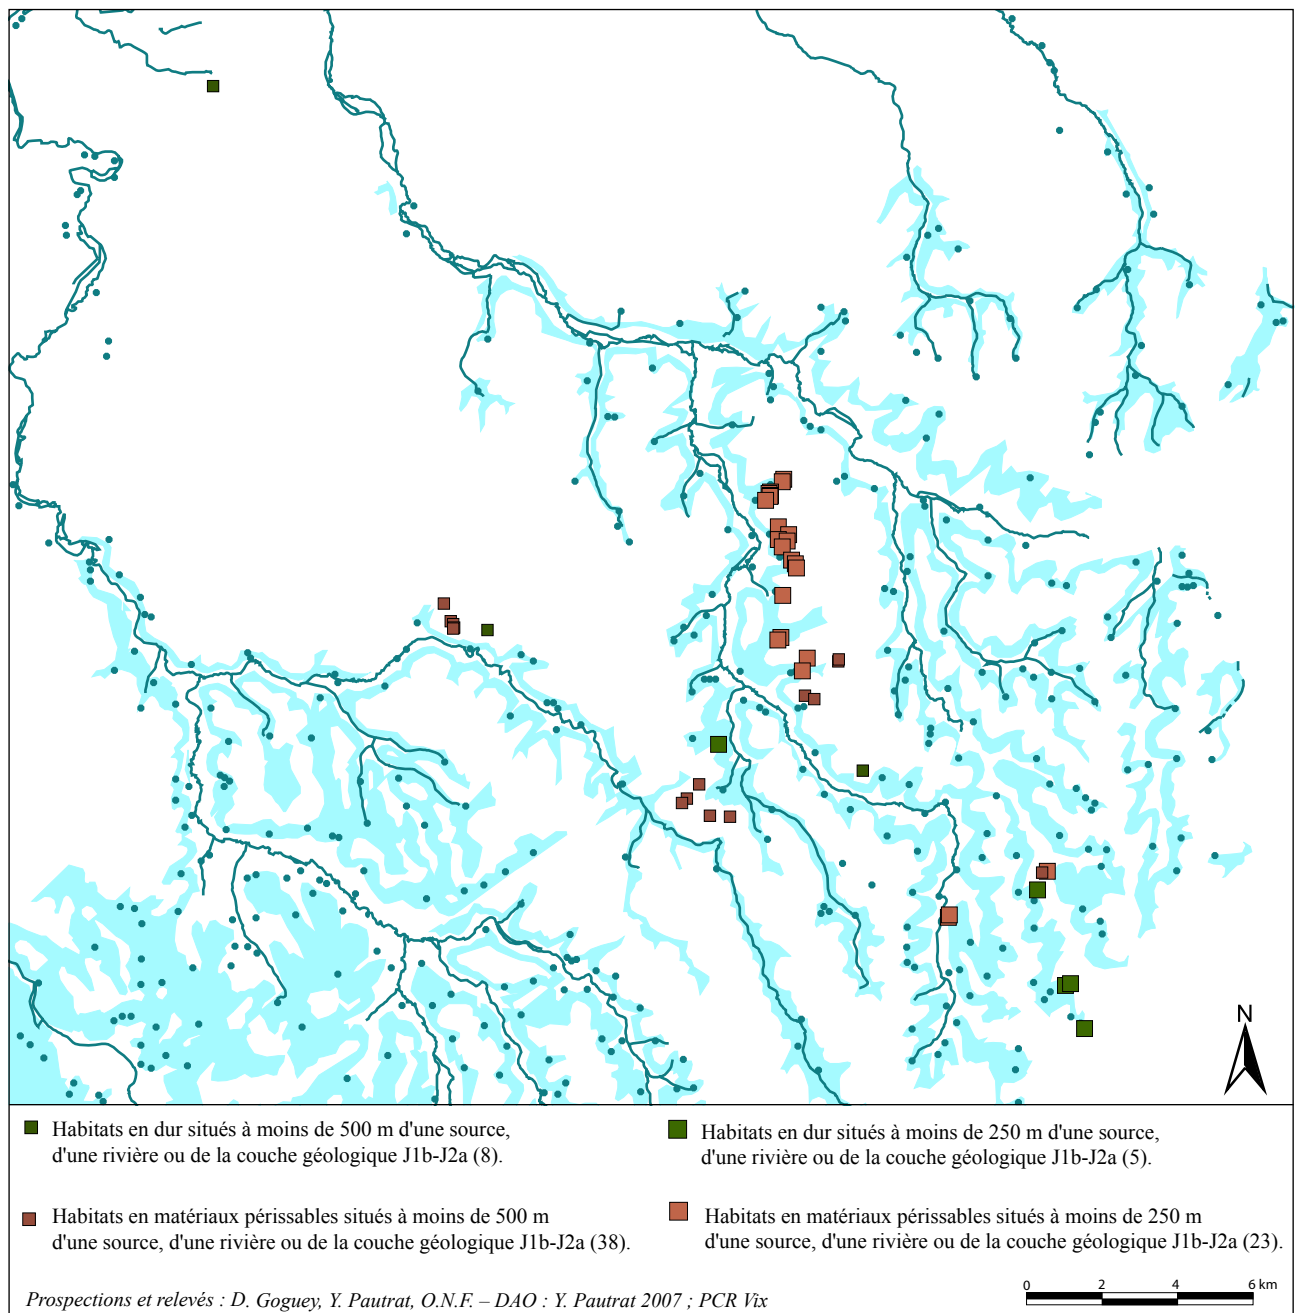 N
Habitats en dur situés à moins de 500 m d'une source,
d'une rivière ou de la couche géologique J1b-J2a (8).
Habitats en dur situés à moins de 250 m d'une source,
d'une rivière ou de la couche géologique J1b-J2a (5).
Habitats en matériaux périssables situés à moins de 500 m
d'une source, d'une rivière ou de la couche géologique J1b-J2a (38).
Habitats en matériaux périssables situés à moins de 250 m
d'une source, d'une rivière ou de la couche géologique J1b-J2a (23).
0 2 4 6 km
Prospections et relevés : D. Goguey, Y. Pautrat, O.N.F. – DAO : Y. Pautrat 2007 ; PCR Vix